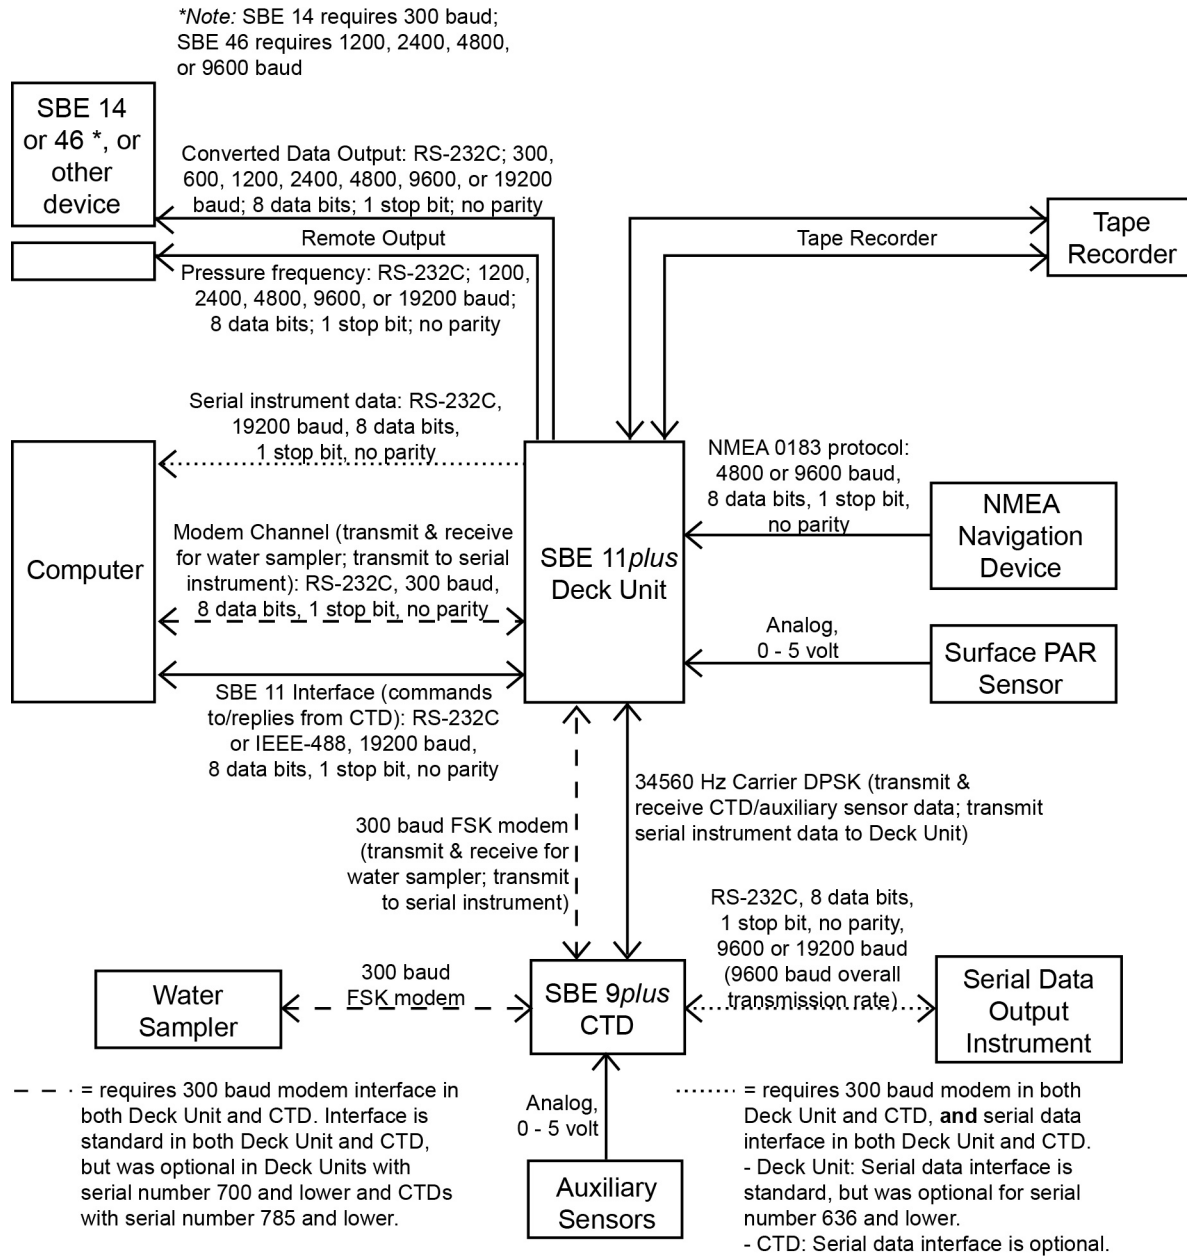 *Note: SBE 14 requires 300 baud;
SBE 46 requires 1200, 2400, 4800,
or 9600 baud
SBE 14
or 46 *, or
other
device
Converted Data Output: RS-232C; 300,
600, 1200, 2400, 4800, 9600, or 19200
baud; 8 data bits; 1 stop bit; no parity
Remote Output
Pressure frequency: RS-232C; 1200,
2400, 4800, 9600, or 19200 baud;
8 data bits; 1 stop bit; no parity
Tape Recorder
Tape
Recorder
Serial instrument data: RS-232C,
19200 baud, 8 data bits,
1 stop bit, no parity
Computer
Modem Channel (transmit & receive
for water sampler; transmit to serial
instrument): RS-232C, 300 baud,
8 data bits, 1 stop bit, no parity
SBE 11 Interface (commands
to/replies from CTD): RS-232C
or IEEE-488, 19200 baud,
8 data bits, 1 stop bit, no parity
SBE 11plus
Deck Unit
NMEA 0183 protocol:
4800 or 9600 baud,
8 data bits, 1 stop bit,
no parity
NMEA
Navigation
Device
Analog,
0 - 5 volt
Surface PAR
Sensor
34560 Hz Carrier DPSK (transmit &
receive CTD/auxiliary sensor data; transmit
serial instrument data to Deck Unit)
300 baud FSK modem
(transmit & receive for
water sampler; transmit
to serial instrument)
RS-232C, 8 data bits,
1 stop bit, no parity,
9600 or 19200 baud
(9600 baud overall
transmission rate)
Water
Sampler
300 baud
FSK modem
SBE 9plus
CTD
Serial Data
Output
Instrument
= requires 300 baud modem interface in
both Deck Unit and CTD. Interface is
standard in both Deck Unit and CTD,
but was optional in Deck Units with
serial number 700 and lower and CTDs
with serial number 785 and lower.
Analog,
0 - 5 volt
Auxiliary
Sensors
= requires 300 baud modem in both
Deck Unit and CTD, and serial data
interface in both Deck Unit and CTD.
- Deck Unit: Serial data interface is
standard, but was optional for serial
number 636 and lower.
- CTD: Serial data interface is optional.